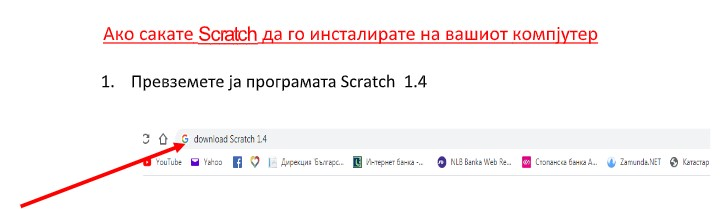 Ако сакате Scratch да го инсталирате на вашиот компјутер
1. Превземете ја програмата Scratch 1.4
download Scratch 1.4
YouTube Yahoo Дирекция 'Българс... Интернет банка -... NLB Banka Web Re... Стопанска банка А... Zamunda.NET Катастар